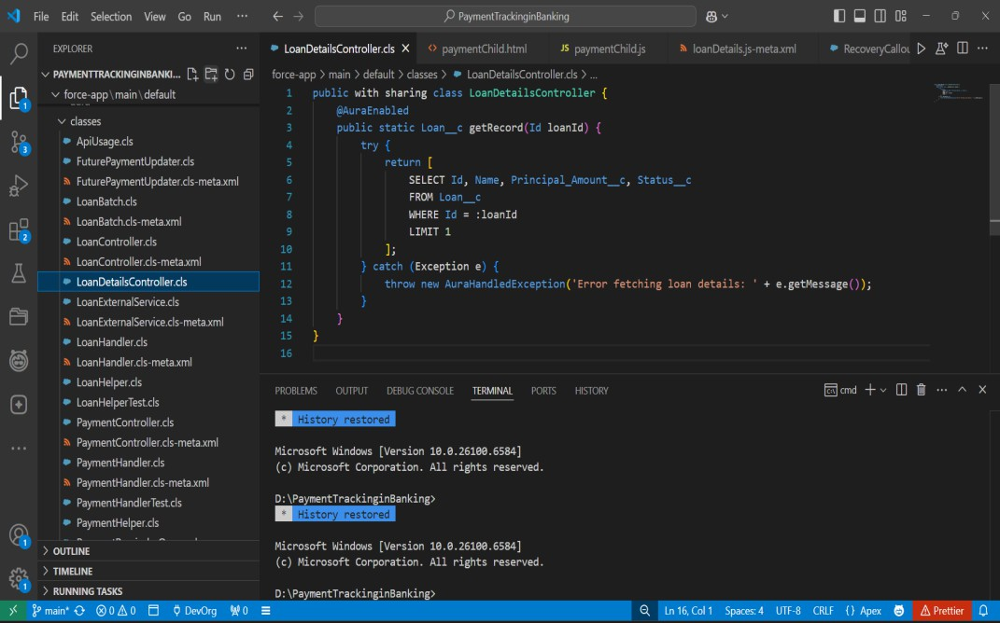 File Edit Selection View Go Run ··· PaymentTrackinginBanking
EXPLORER ···
PAYMENTTRACKINGINBANKI...
force-app\main\default
classes
ApiUsage.cls
FuturePaymentUpdater.cls
FuturePaymentUpdater.cls-meta.xml
LoanBatch.cls
LoanBatch.cls-meta.xml
LoanController.cls
LoanController.cls-meta.xml
LoanDetailsController.cls
LoanExternalService.cls
LoanExternalService.cls-meta.xml
LoanHandler.cls
LoanHandler.cls-meta.xml
LoanHelper.cls
LoanHelperTest.cls
PaymentController.cls
PaymentController.cls-meta.xml
PaymentHandler.cls
PaymentHandler.cls-meta.xml
PaymentHandlerTest.cls
PaymentHelper.cls
OUTLINE
TIMELINE
RUNNING TASKS
1
3
2
1
1
LoanDetailsController.cls paymentChild.html JS paymentChild.js loanDetails.js-meta.xml RecoveryCallou
force-app > main > default > classes > LoanDetailsController.cls > ...
1 public with sharing class LoanDetailsController {
2 @AuraEnabled
3 public static Loan__c getRecord(Id loanId) {
4 try {
5 return [
6 SELECT Id, Name, Principal_Amount__c, Status__c
7 FROM Loan__c
8 WHERE Id = :loanId
9 LIMIT 1
10 ];
11 } catch (Exception e) {
12 throw new AuraHandledException('Error fetching loan details: ' + e.getMessage());
13 }
14 }
15 }
16
PROBLEMS OUTPUT DEBUG CONSOLE TERMINAL PORTS HISTORY cmd
* History restored
Microsoft Windows [Version 10.0.26100.6584]
(c) Microsoft Corporation. All rights reserved.
D:\PaymentTrackinginBanking>
* History restored
Microsoft Windows [Version 10.0.26100.6584]
(c) Microsoft Corporation. All rights reserved.
D:\PaymentTrackinginBanking>
main* 0 0 DevOrg 0 Ln 16, Col 1 Spaces: 4 UTF-8 CRLF {} Apex Prettier